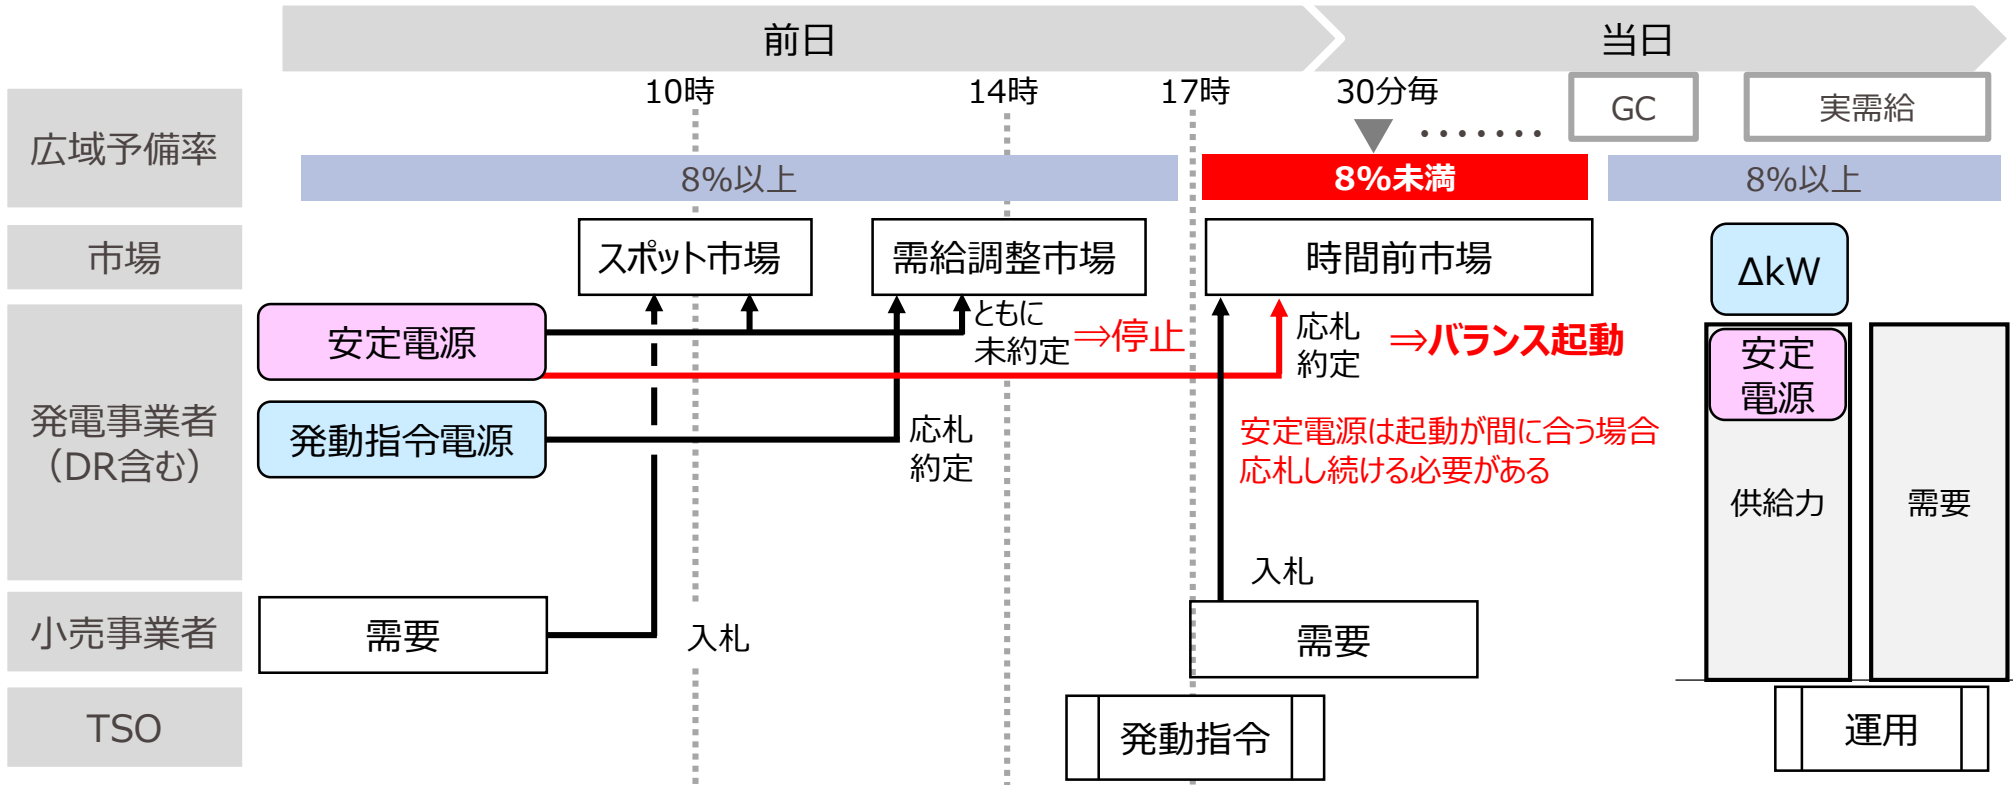 前日
当日
10時
14時
17時
30分毎
・・・・・・・
GC
実需給
広域予備率
8%以上
8%未満
8%以上
市場
スポット市場
需給調整市場
時間前市場
ΔkW
発電事業者
（DR含む）
安定電源
ともに
未約定
⇒停止
応札
約定
⇒バランス起動
発動指令電源
応札
約定
安定電源は起動が間に合う場合
応札し続ける必要がある
安定
電源
供給力
需要
小売事業者
需要
入札
入札
需要
TSO
発動指令
運用